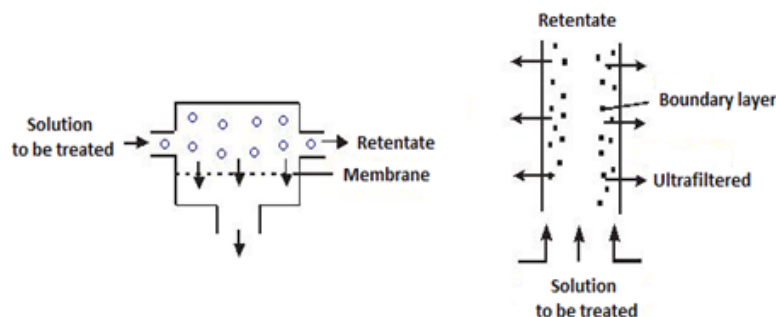 Solution
to be treated
Retentate
Membrane
Retentate
Boundary layer
Ultrafiltered
Solution
to be treated